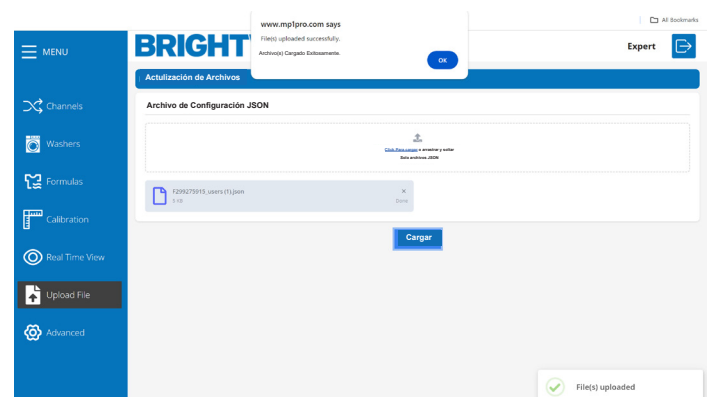 www.mp1pro.com says
All Bookmarks
File(s) uploaded successfully.
Archivo(s) Cargado Exitosamente.
OK
MENU
BRIGHT
Expert
Actulización de Archivos
Archivo de Configuración JSON
Channels
Click Para cargar o arrastrar y soltar
Solo archivos JSON
Washers
F299275915_users (1).json
5 KB
Done
Formulas
Calibration
Cargar
Real Time View
Upload File
Advanced
File(s) uploaded